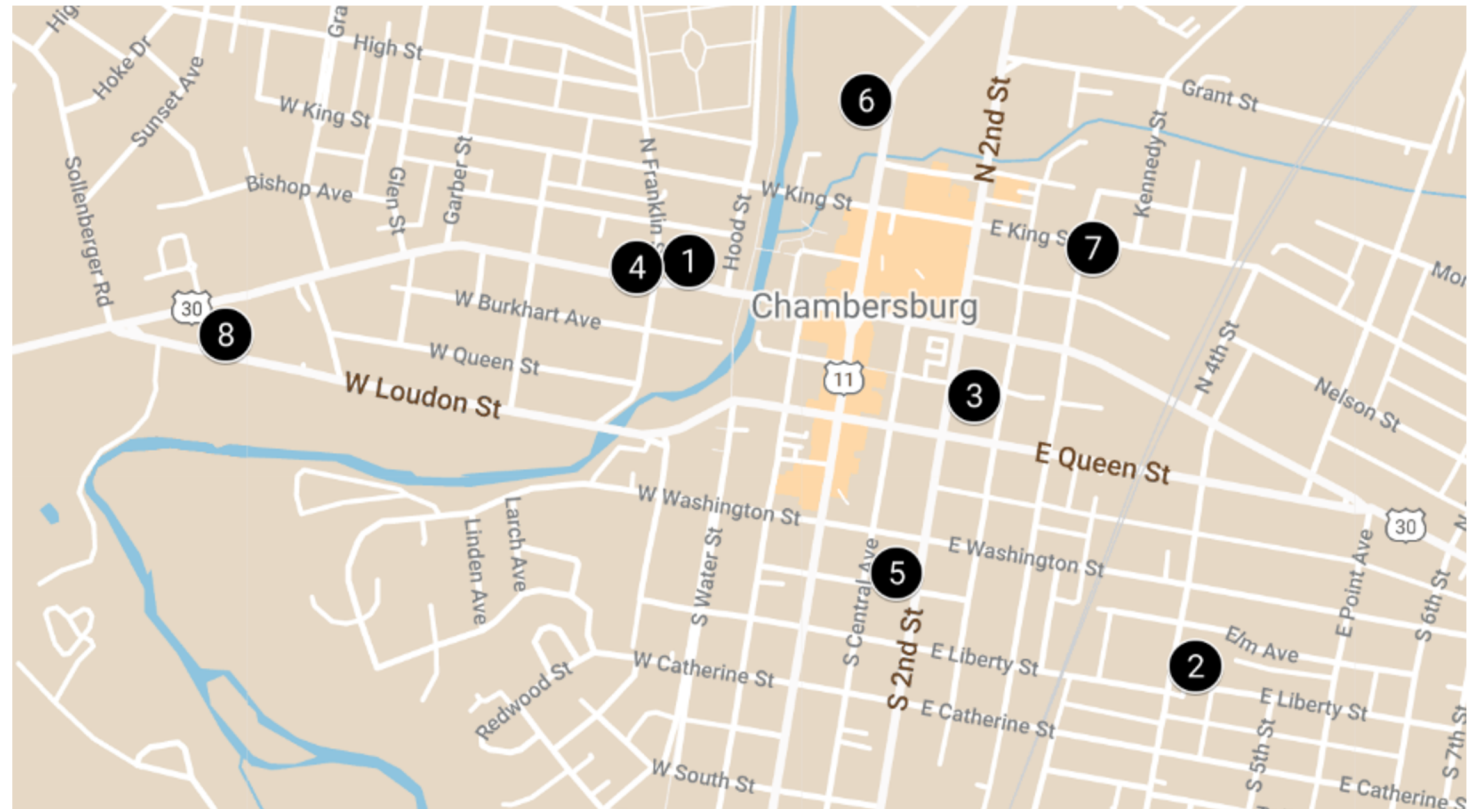 High St
Hoke Dr
Sunset Ave
W King St
Sollenberger Rd
Bishop Ave
Glen St
Garber St
N Franklin
Hood St
W King St
6
N 2nd St
Grant St
Kennedy St
E King S
7
4
1
30
8
W Burkhart Ave
W Queen St
W Loudon St
Chambersburg
11
3
N 4th St
Nelson St
E Queen St
30
W Washington St
Larch Ave
Linden Ave
S Water St
S Central Ave
5
E Washington St
E Point Ave
S 6th St
Elm Ave
2
E Liberty St
E Liberty St
S 2nd St
W Catherine St
Redwood St
E Catherine St
S 5th St
S 7th St
W South St
E Catherine S